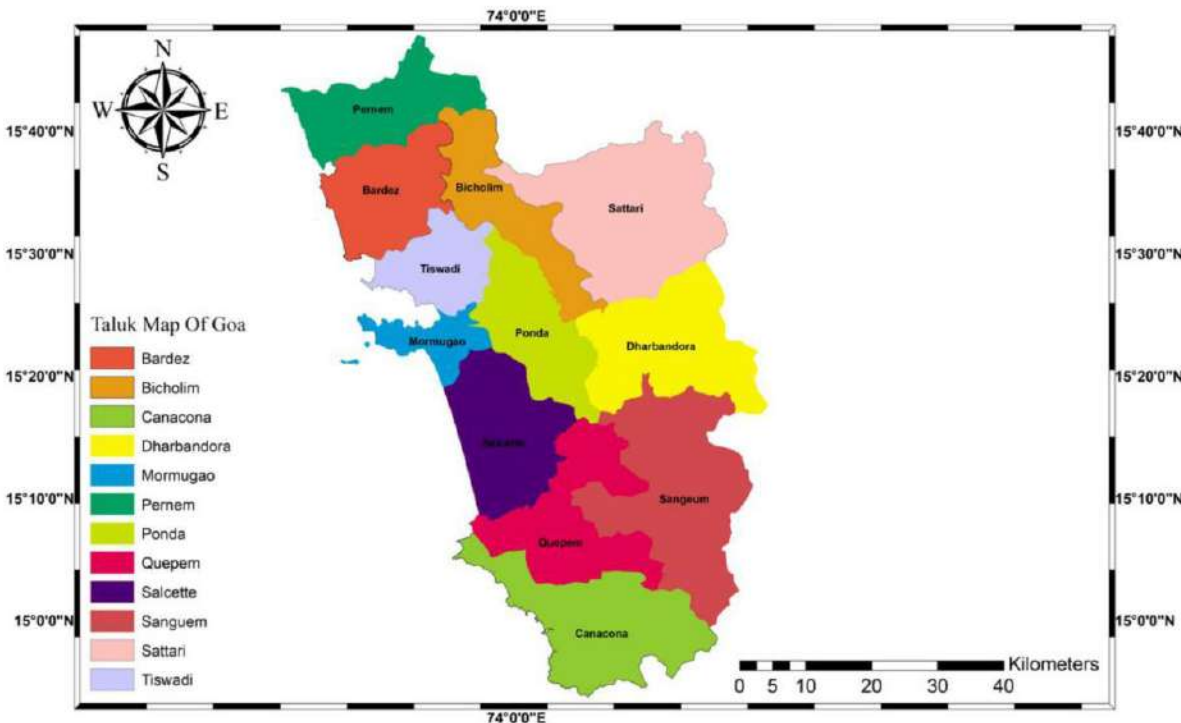 74°0'0"E
N
W E
S
15°40'0"N
15°40'0"N
15°30'0"N
15°30'0"N
15°20'0"N
15°20'0"N
15°10'0"N
15°10'0"N
15°0'0"N
15°0'0"N
Pernem
Bardez
Bicholim
Sattari
Tiswadi
Ponda
Mormugao
Dharbandora
Salcette
Sangeum
Quepem
Canacona
Taluk Map Of Goa
Bardez
Bicholim
Canacona
Dharbandora
Mormugao
Pernem
Ponda
Quepem
Salcette
Sanguem
Sattari
Tiswadi
Kilometers
0 5 10 20 30 40
74°0'0"E